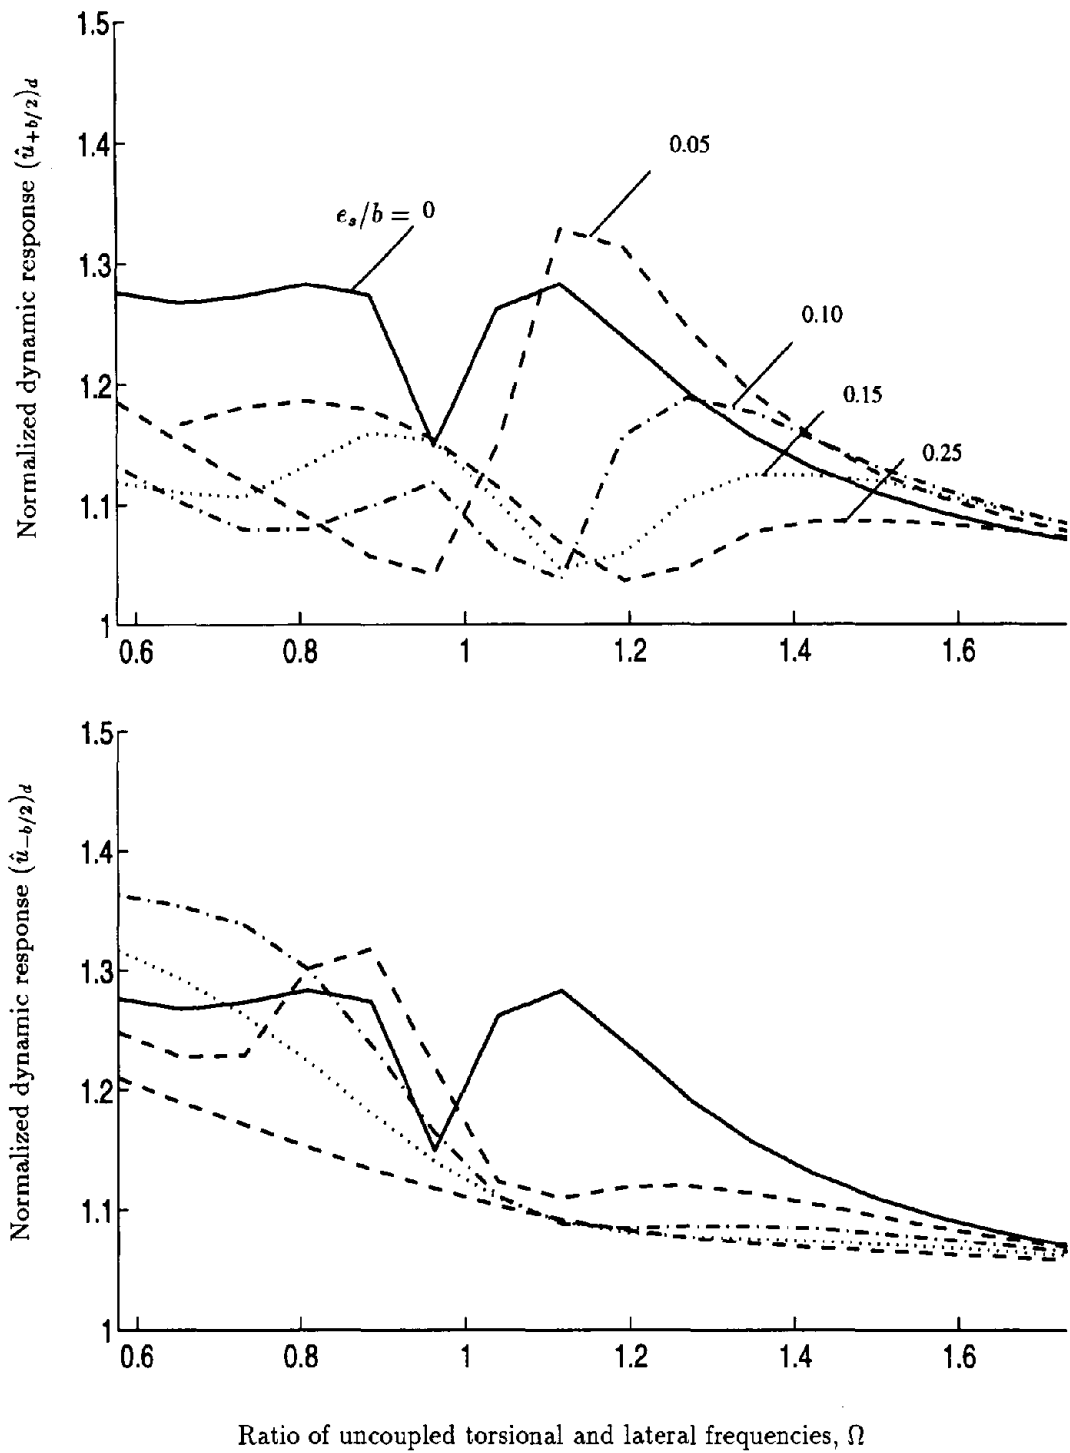 Normalized dynamic response (û₊b/₂)d
1.5
1.4
1.3
1.2
1.1
1
eₛ/b = 0
0.05
0.10
0.15
0.25
0.6 0.8 1 1.2 1.4 1.6
Normalized dynamic response (û₋b/₂)d
1.5
1.4
1.3
1.2
1.1
1
0.6 0.8 1 1.2 1.4 1.6
Ratio of uncoupled torsional and lateral frequencies, Ω